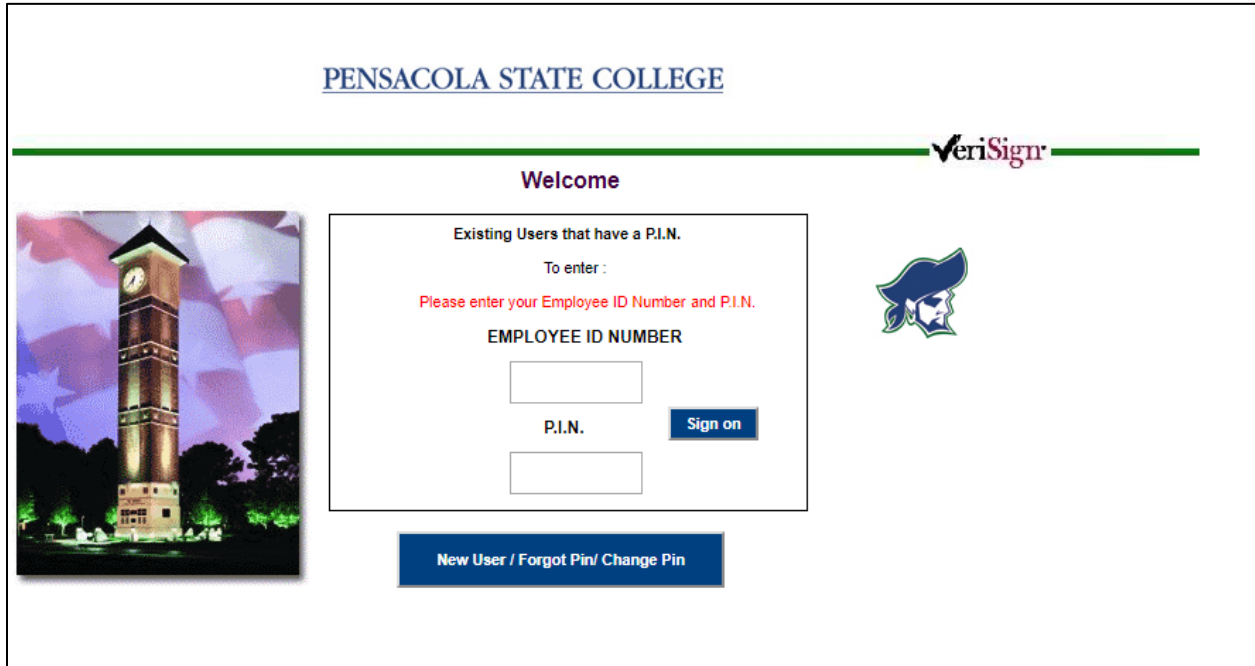 PENSACOLA STATE COLLEGE
VeriSign
Welcome
Existing Users that have a P.I.N.
To enter :
Please enter your Employee ID Number and P.I.N.
EMPLOYEE ID NUMBER
P.I.N.
Sign on
New User / Forgot Pin/ Change Pin